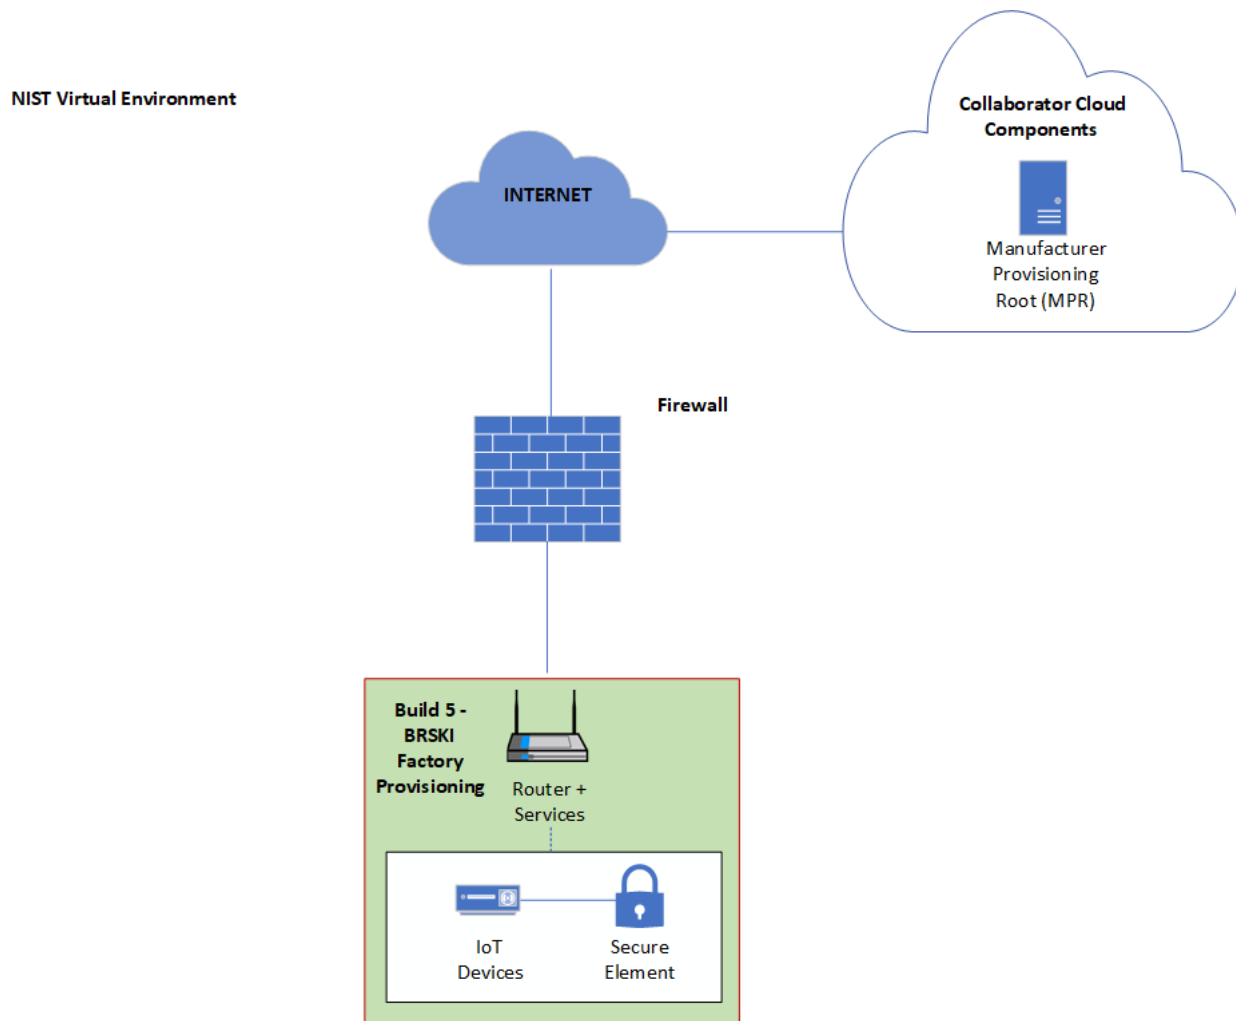 NIST Virtual Environment
Collaborator Cloud
Components
INTERNET
Manufacturer
Provisioning
Root (MPR)
Firewall
Build 5 -
BRSKI
Factory
Provisioning
Router +
Services
IoT
Devices
Secure
Element